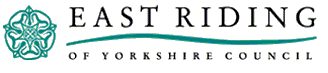 EAST RIDING
OF YORKSHIRE COUNCIL